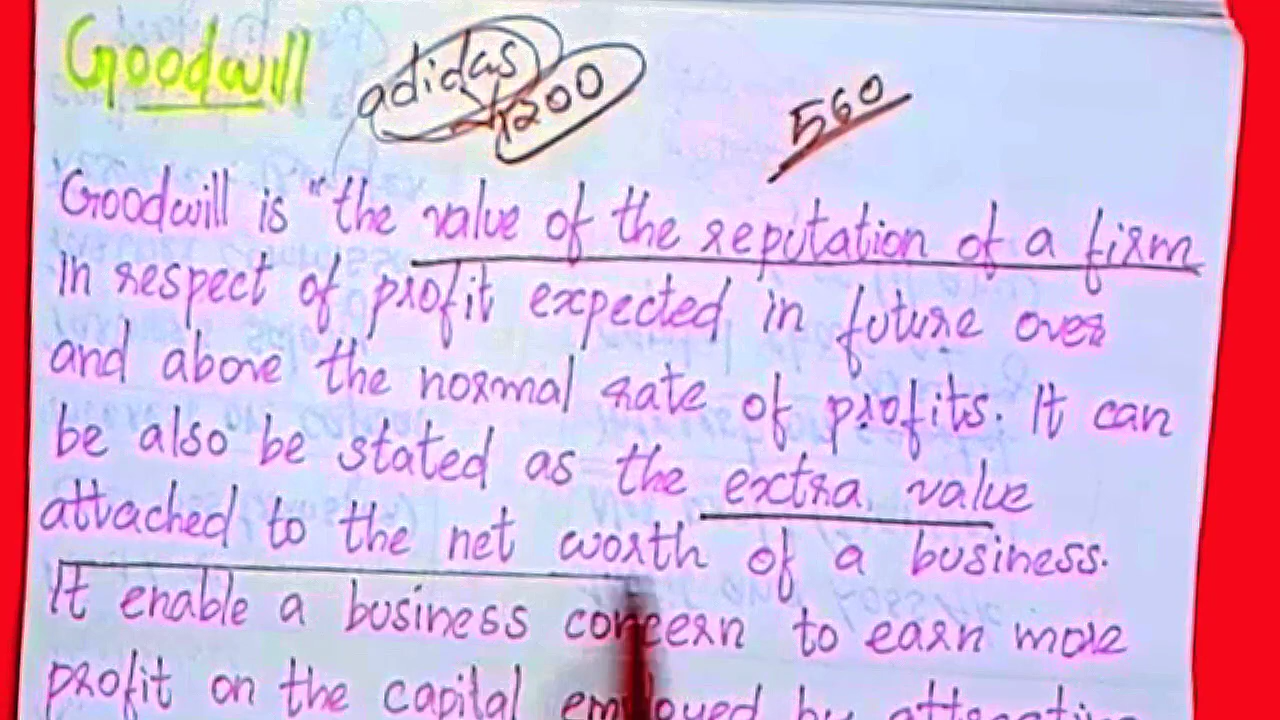 Goodwill adidas 1200 560
Goodwill is "the value of the reputation of a firm
in respect of profit expected in future over
and above the normal rate of profits. It can
be also be stated as the extra value
attached to the net worth of a business.
It enable a business concern to earn more
profit on the capital employed by